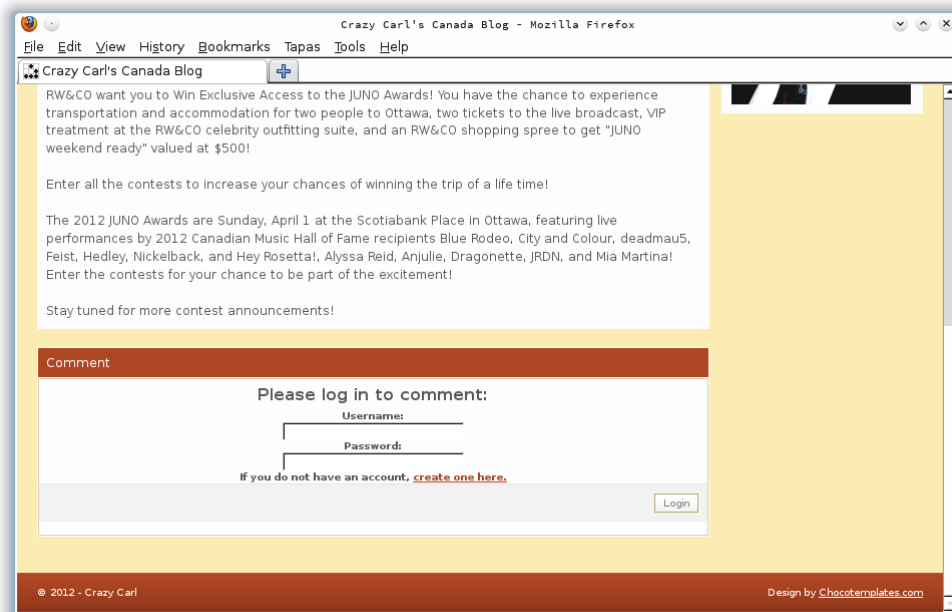 Crazy Carl's Canada Blog - Mozilla Firefox
File Edit View History Bookmarks Tapas Tools Help
Crazy Carl's Canada Blog
RW&CO want you to Win Exclusive Access to the JUNO Awards! You have the chance to experience
transportation and accommodation for two people to Ottawa, two tickets to the live broadcast, VIP
treatment at the RW&CO celebrity outfitting suite, and an RW&CO shopping spree to get "JUNO
weekend ready" valued at $500!
Enter all the contests to increase your chances of winning the trip of a life time!
The 2012 JUNO Awards are Sunday, April 1 at the Scotiabank Place in Ottawa, featuring live
performances by 2012 Canadian Music Hall of Fame recipients Blue Rodeo, City and Colour, deadmau5,
Feist, Hedley, Nickelback, and Hey Rosetta!, Alyssa Reid, Anjulie, Dragonette, JRDN, and Mia Martina!
Enter the contests for your chance to be part of the excitement!
Stay tuned for more contest announcements!
Comment
Please log in to comment:
Username:
Password:
If you do not have an account, create one here.
Login
© 2012 - Crazy Carl
Design by Chocotemplates.com